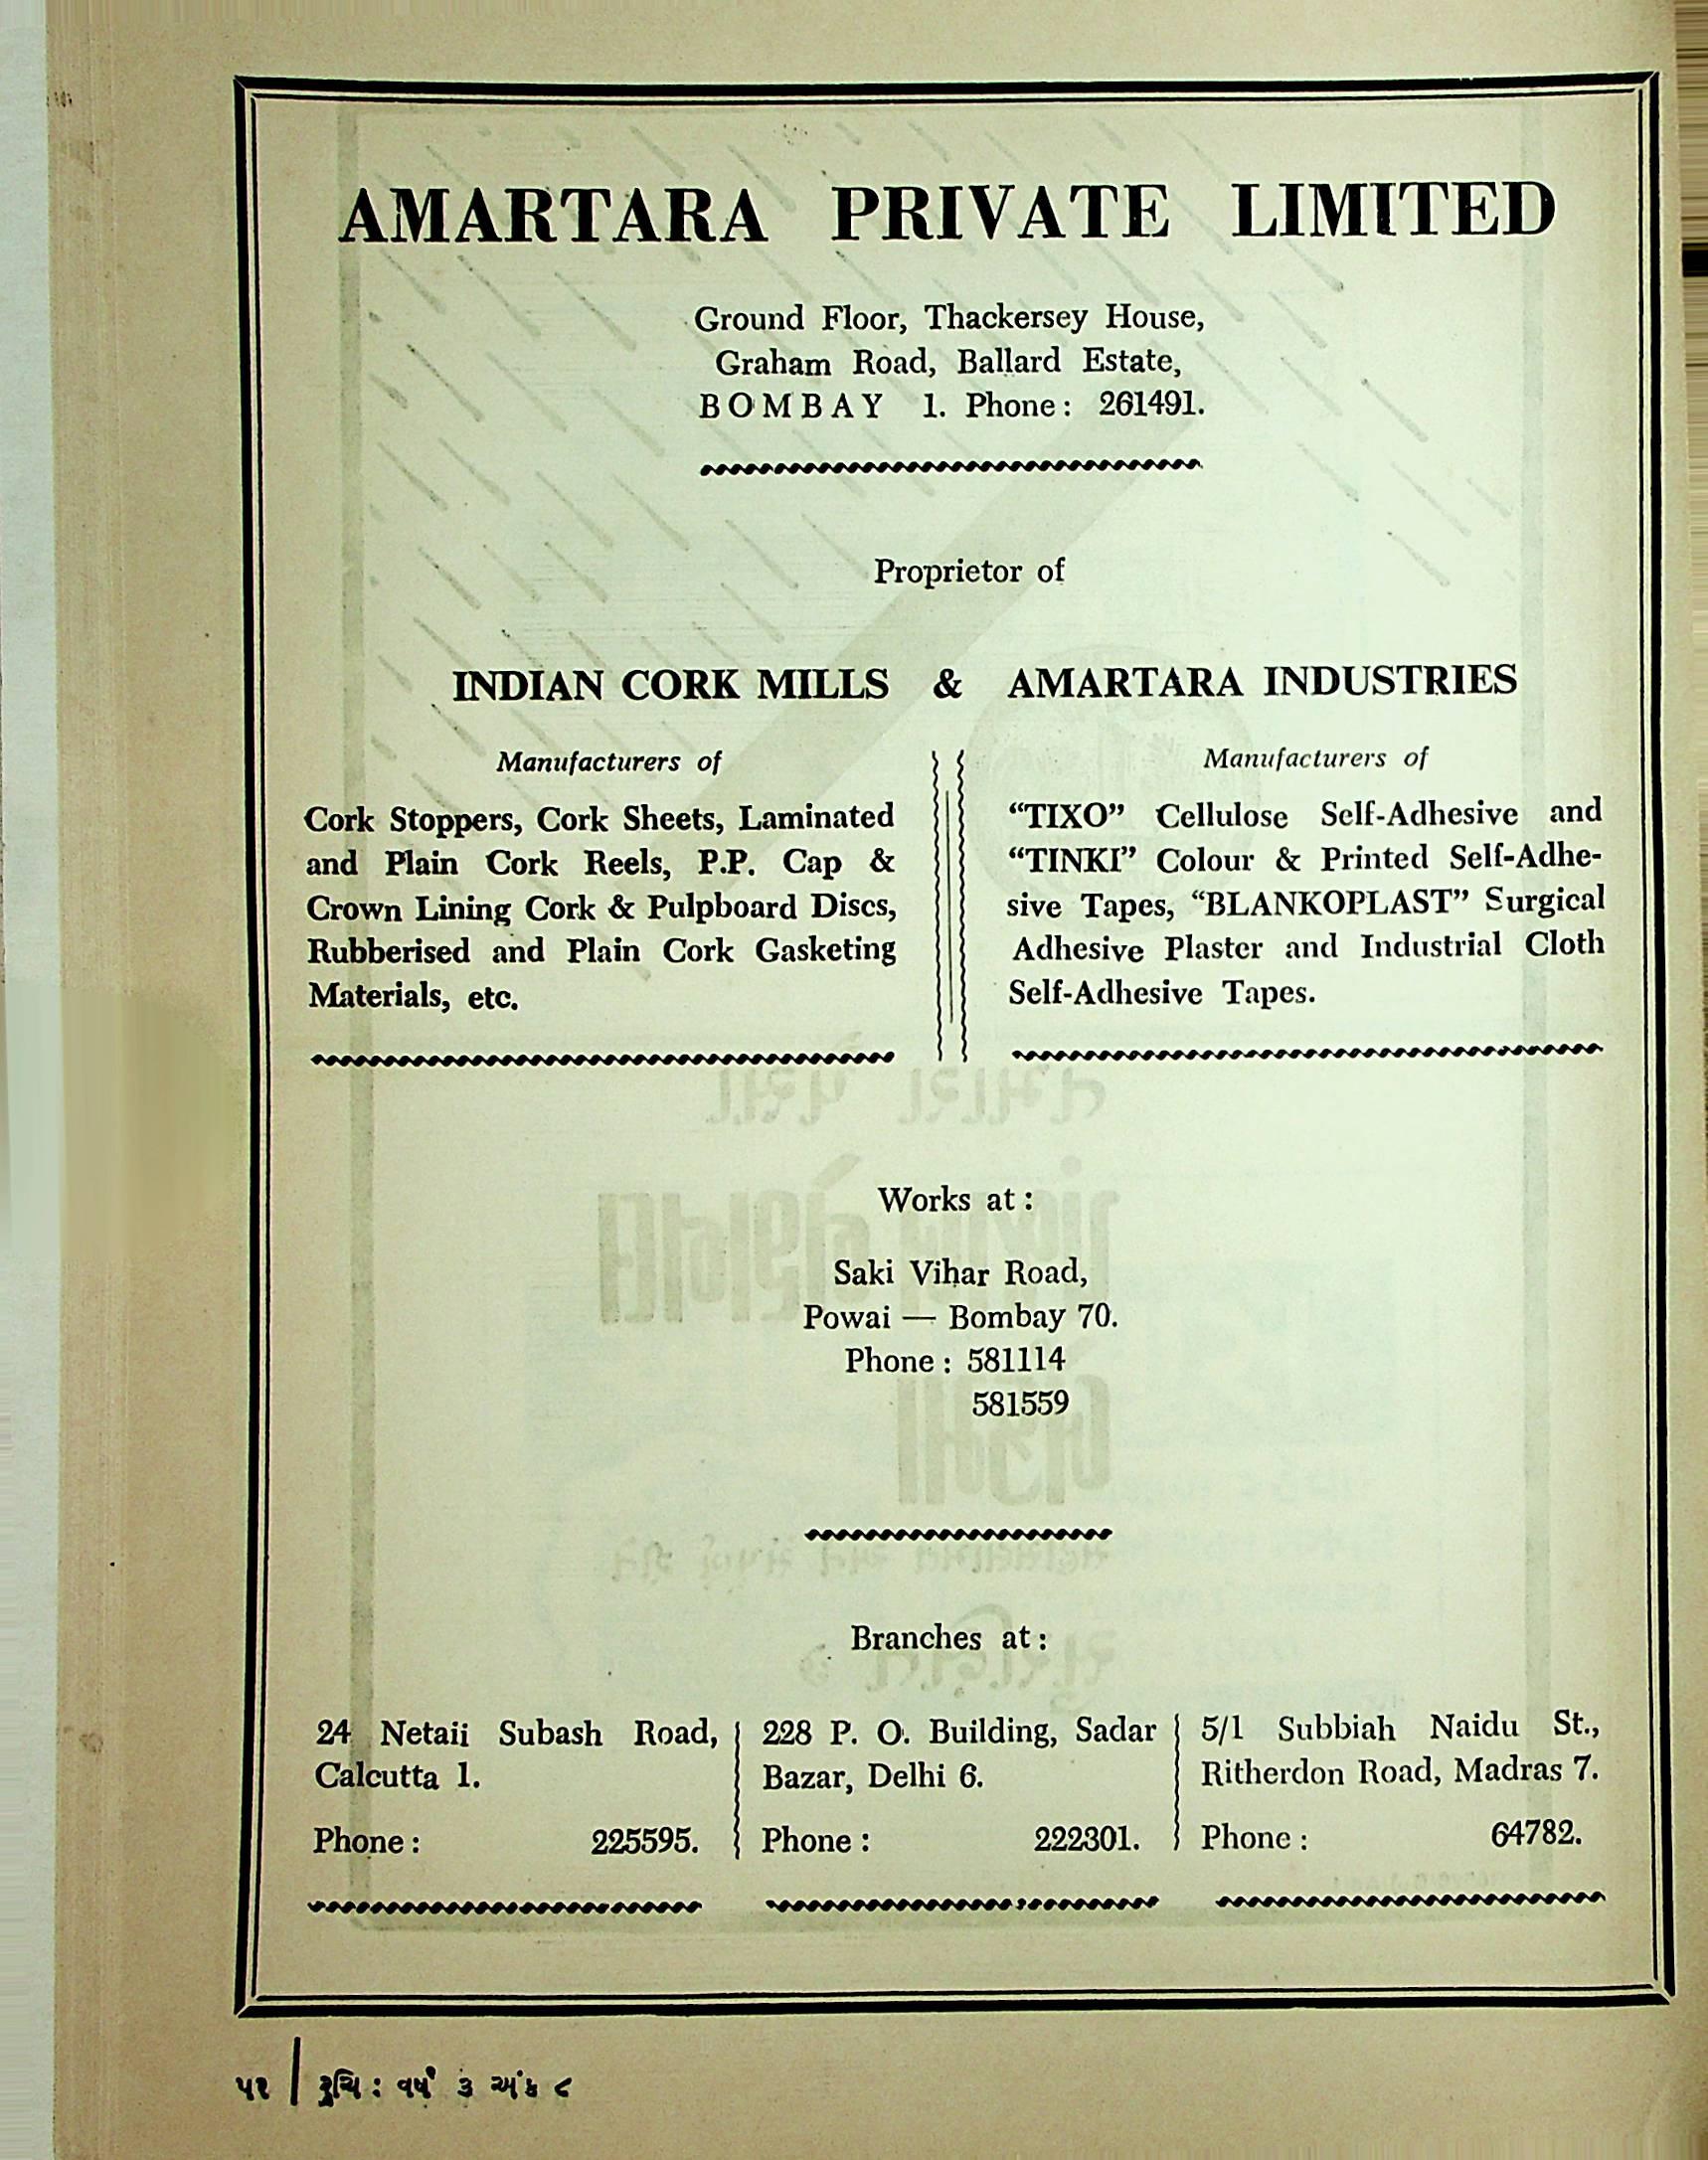 AMARTARA PRIVATE LIMITED
Ground Floor, Thackersey House,
Graham Road, Ballard Estate,
BOMBAY 1. Phone: 261491.
Proprietor of
INDIAN CORK MILLS & AMARTARA INDUSTRIES
Manufacturers of
Cork Stoppers, Cork Sheets, Laminated
and Plain Cork Reels, P.P. Cap &
Crown Lining Cork & Pulpboard Discs,
Rubberised and Plain Cork Gasketing
Materials, etc.
Manufacturers of
“TIXO” Cellulose Self-Adhesive and
“TINKI” Colour & Printed Self-Adhe-
sive Tapes, “BLANKOPLAST” Surgical
Adhesive Plaster and Industrial Cloth
Self-Adhesive Tapes.
Works at :
Saki Vihar Road,
Powai — Bombay 70.
Phone : 581114
581559
Branches at :
24 Netaii Subash Road,
Calcutta 1.
Phone : 225595.
228 P. O. Building, Sadar
Bazar, Delhi 6.
Phone : 222301.
5/1 Subbiah Naidu St.,
Ritherdon Road, Madras 7.
Phone : 64782.
૫૨ | રુચિ : વર્ષ ૩ અંક ૮